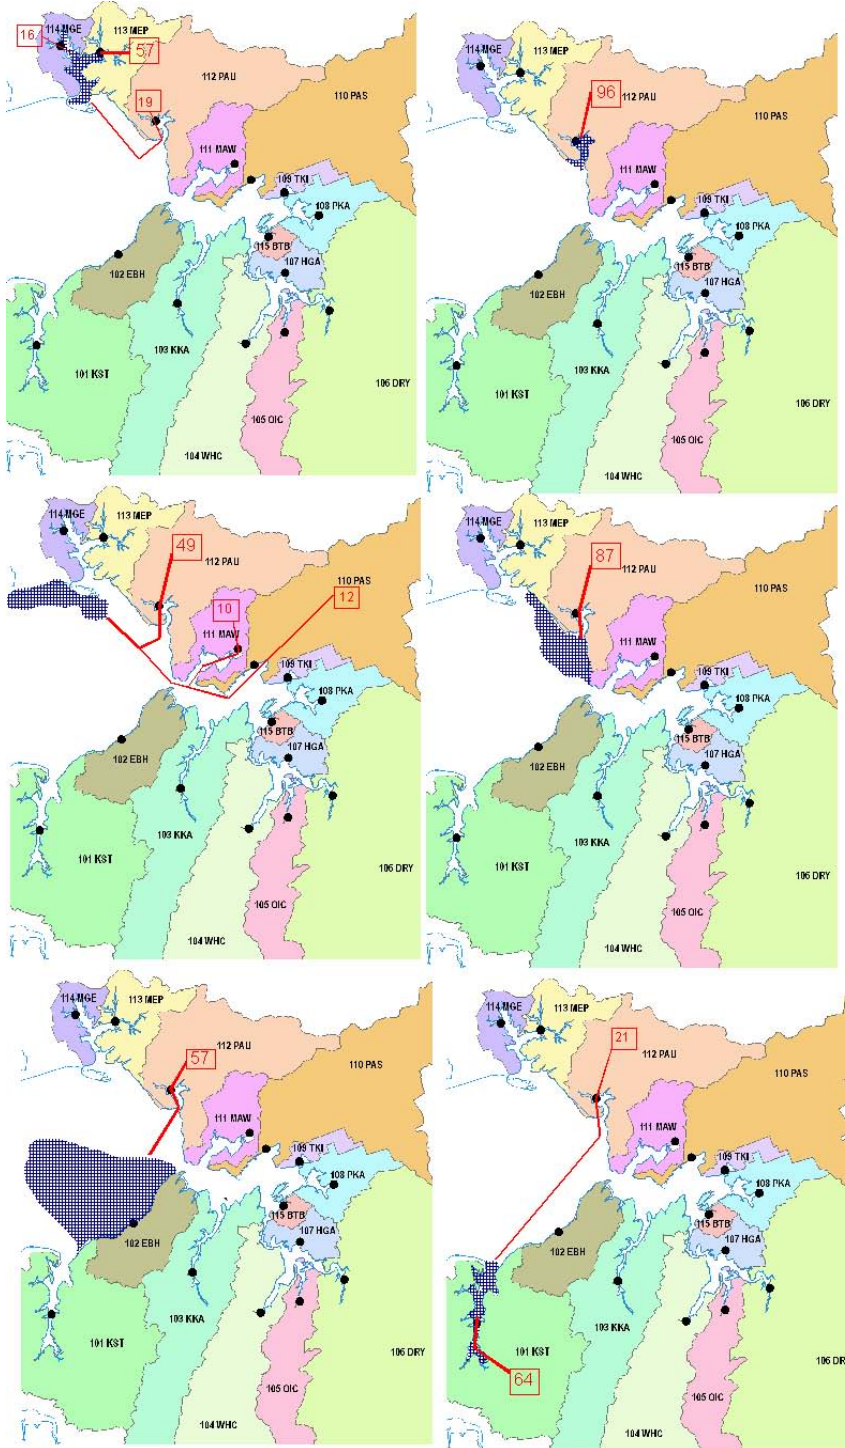 114 MGE
113 MEP
16
57
112 PAU
19
110 PAS
111 MAW
109 TKI
108 PKA
115 BTB
107 HGA
102 EBH
103 KKA
101 KST
106 DRY
105 OIC
104 WHC
114 MGE
113 MEP
112 PAU
96
110 PAS
111 MAW
109 TKI
108 PKA
115 BTB
107 HGA
102 EBH
103 KKA
101 KST
106 DRY
105 OIC
104 WHC
114 MGE
113 MEP
49
112 PAU
110 PAS
12
10
111 MAW
109 TKI
108 PKA
115 BTB
107 HGA
102 EBH
103 KKA
101 KST
106 DRY
105 OIC
104 WHC
114 MGE
113 MEP
87
112 PAU
110 PAS
111 MAW
109 TKI
108 PKA
115 BTB
107 HGA
102 EBH
103 KKA
101 KST
106 DRY
105 OIC
104 WHC
114 MGE
113 MEP
112 PAU
57
110 PAS
111 MAW
109 TKI
108 PKA
115 BTB
107 HGA
102 EBH
103 KKA
101 KST
106 DRY
105 OIC
104 WHC
114 MGE
113 MEP
21
112 PAU
110 PAS
111 MAW
109 TKI
108 PKA
115 BTB
107 HGA
102 EBH
103 KKA
101 KST
64
106 DR
105 OIC
104 WHC